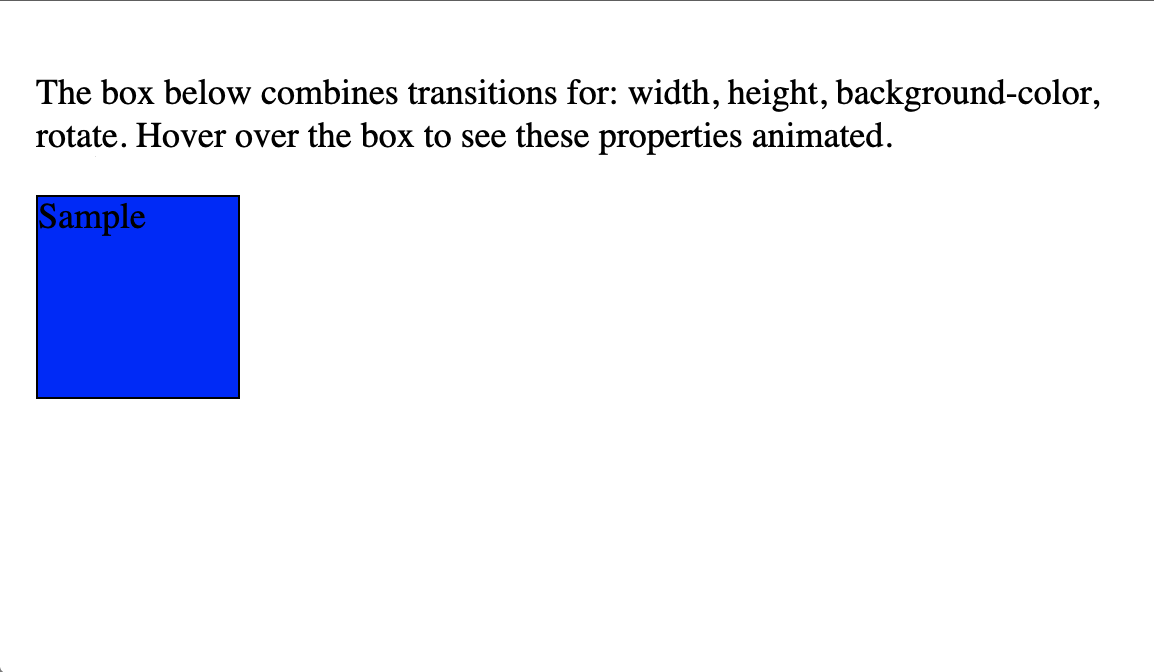 The box below combines transitions for: width, height, background-color,
rotate. Hover over the box to see these properties animated.
Sample